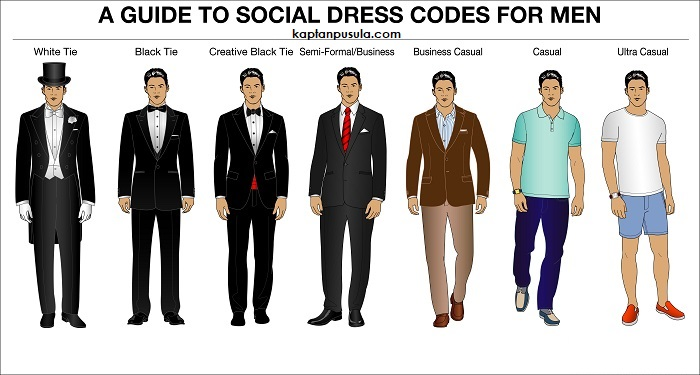 A GUIDE TO SOCIAL DRESS CODES FOR MEN
kaptanpusula.com
White Tie
Black Tie
Creative Black Tie
Semi-Formal/Business
Business Casual
Casual
Ultra Casual